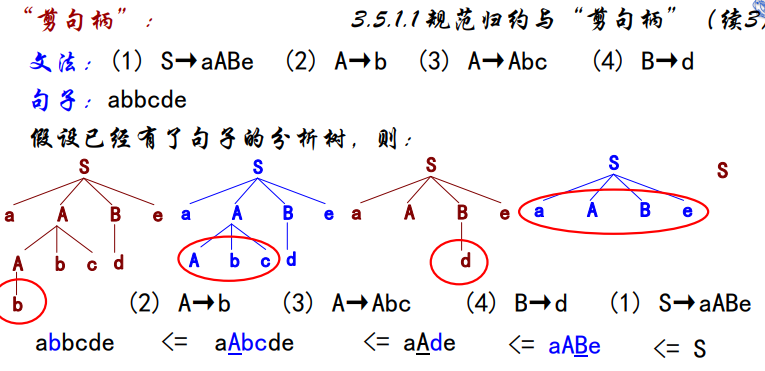 “剪句柄”： 3.5.1.1规范归约与“剪句柄”（续3)
文法：(1) S→aABe (2) A→b (3) A→Abc (4) B→d
句子：abbcde
假设已经有了句子的分析树，则：
S S S S S
a A B e a A B e a A B e a A B e
A b c d A b c d d
b
(2) A→b (3) A→Abc (4) B→d (1) S→aABe
abbcde <= aAbcde <= aAde <= aABe <= S